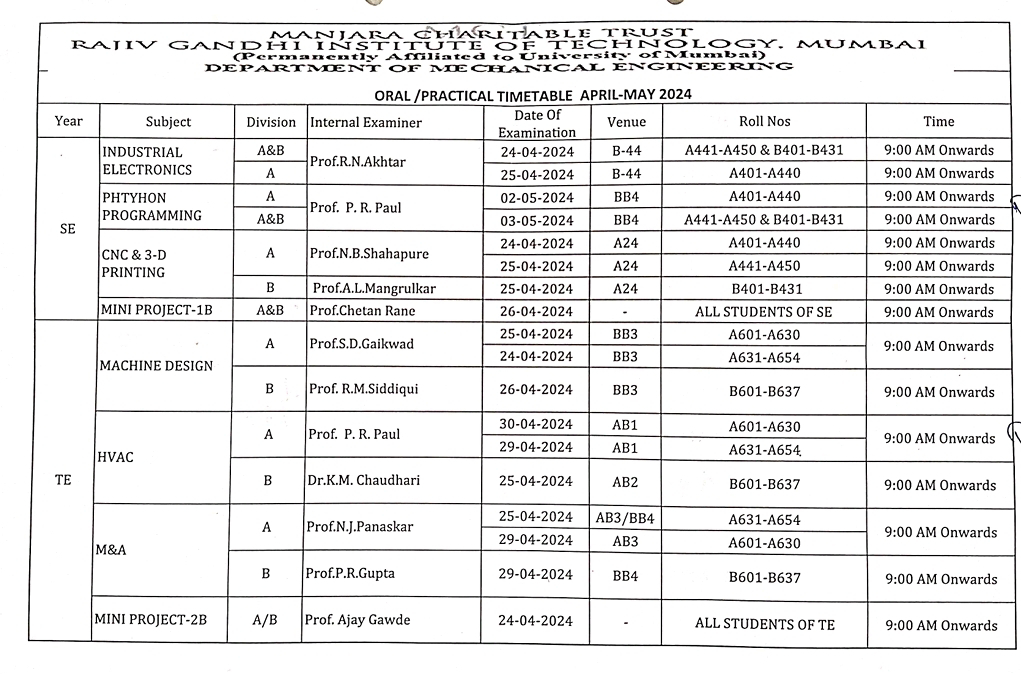 MANJARA CHARITABLE TRUST
RAJIV GANDHI INSTITUTE OF TECHNOLOGY, MUMBAI
(Permanently Affiliated to University of Mumbai)
DEPARTMENT OF MECHANICAL ENGINEERING
ORAL /PRACTICAL TIMETABLE APRIL-MAY 2024
Year Subject Division Internal Examiner Date Of Examination Venue Roll Nos Time
SE INDUSTRIAL ELECTRONICS A&B Prof.R.N.Akhtar 24-04-2024 B-44 A441-A450 & B401-B431 9:00 AM Onwards
A 25-04-2024 B-44 A401-A440 9:00 AM Onwards
PHTYHON PROGRAMMING A Prof. P. R. Paul 02-05-2024 BB4 A401-A440 9:00 AM Onwards
A&B 03-05-2024 BB4 A441-A450 & B401-B431 9:00 AM Onwards
CNC & 3-D PRINTING A Prof.N.B.Shahapure 24-04-2024 A24 A401-A440 9:00 AM Onwards
25-04-2024 A24 A441-A450 9:00 AM Onwards
B Prof.A.L.Mangrulkar 25-04-2024 A24 B401-B431 9:00 AM Onwards
MINI PROJECT-1B A&B Prof.Chetan Rane 26-04-2024 - ALL STUDENTS OF SE 9:00 AM Onwards
TE MACHINE DESIGN A Prof.S.D.Gaikwad 25-04-2024 BB3 A601-A630 9:00 AM Onwards
24-04-2024 BB3 A631-A654
B Prof. R.M.Siddiqui 26-04-2024 BB3 B601-B637 9:00 AM Onwards
HVAC A Prof. P. R. Paul 30-04-2024 AB1 A601-A630 9:00 AM Onwards
29-04-2024 AB1 A631-A654
B Dr.K.M. Chaudhari 25-04-2024 AB2 B601-B637 9:00 AM Onwards
M&A A Prof.N.J.Panaskar 25-04-2024 AB3/BB4 A631-A654 9:00 AM Onwards
29-04-2024 AB3 A601-A630
B Prof.P.R.Gupta 29-04-2024 BB4 B601-B637 9:00 AM Onwards
MINI PROJECT-2B A/B Prof. Ajay Gawde 24-04-2024 - ALL STUDENTS OF TE 9:00 AM Onwards